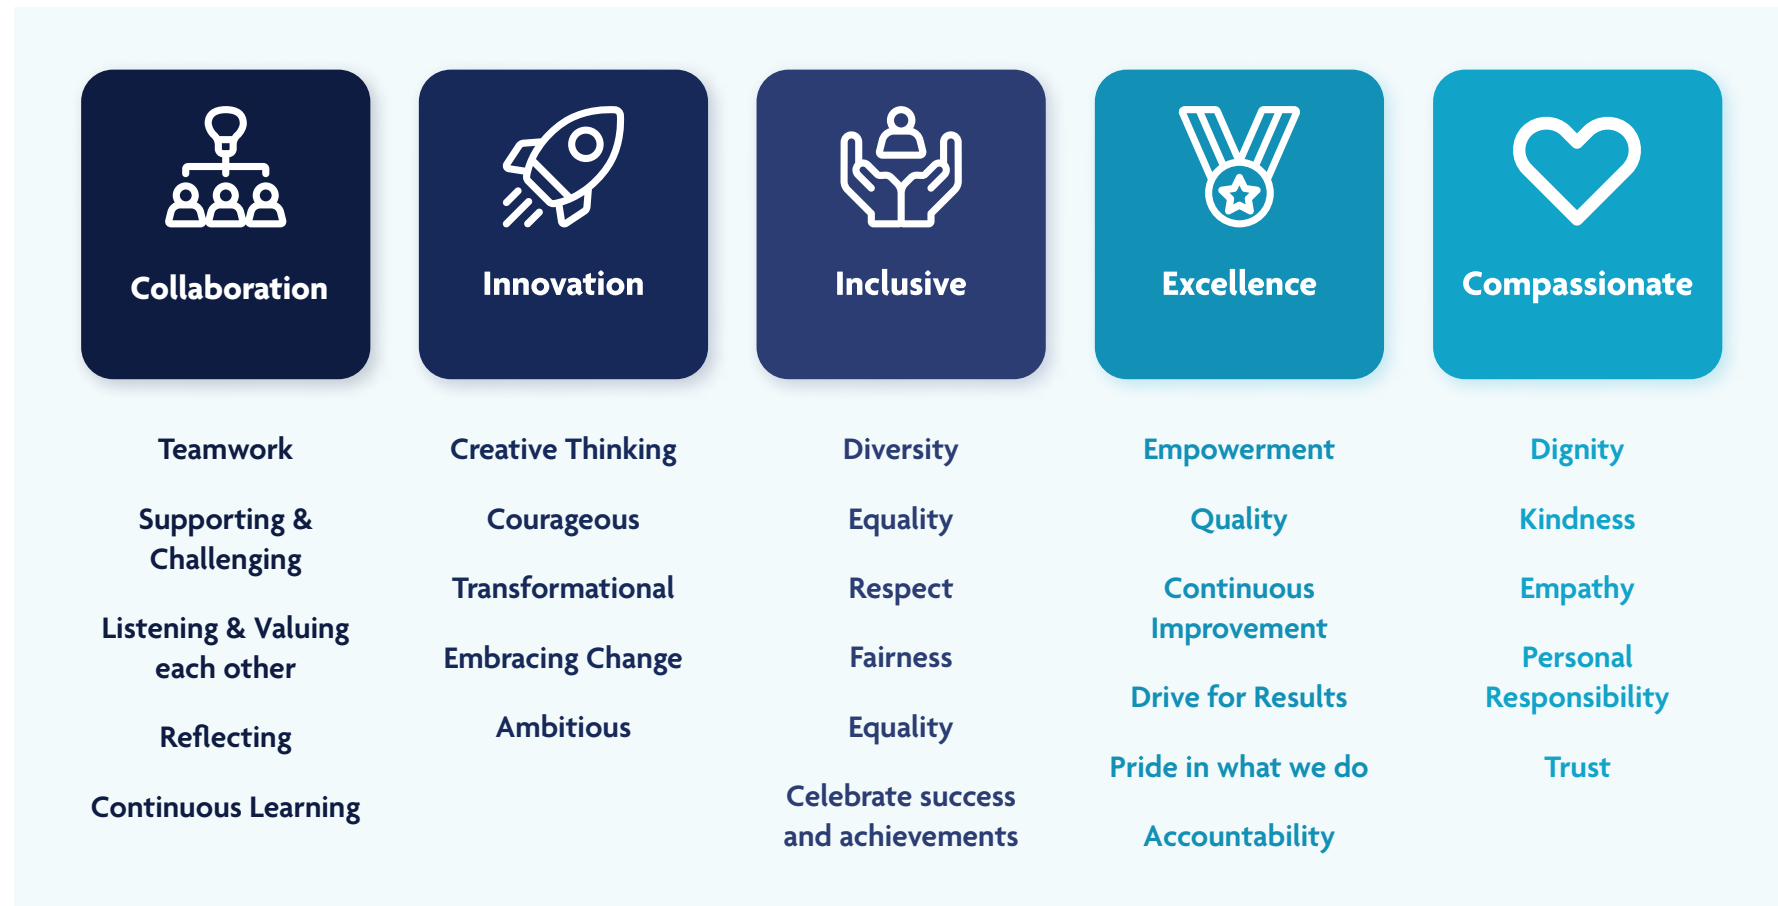 Collaboration
Teamwork
Supporting &
Challenging
Listening & Valuing
each other
Reflecting
Continuous Learning
Innovation
Creative Thinking
Courageous
Transformational
Embracing Change
Ambitious
Inclusive
Diversity
Equality
Respect
Fairness
Equality
Celebrate success
and achievements
Excellence
Empowerment
Quality
Continuous
Improvement
Drive for Results
Pride in what we do
Accountability
Compassionate
Dignity
Kindness
Empathy
Personal
Responsibility
Trust